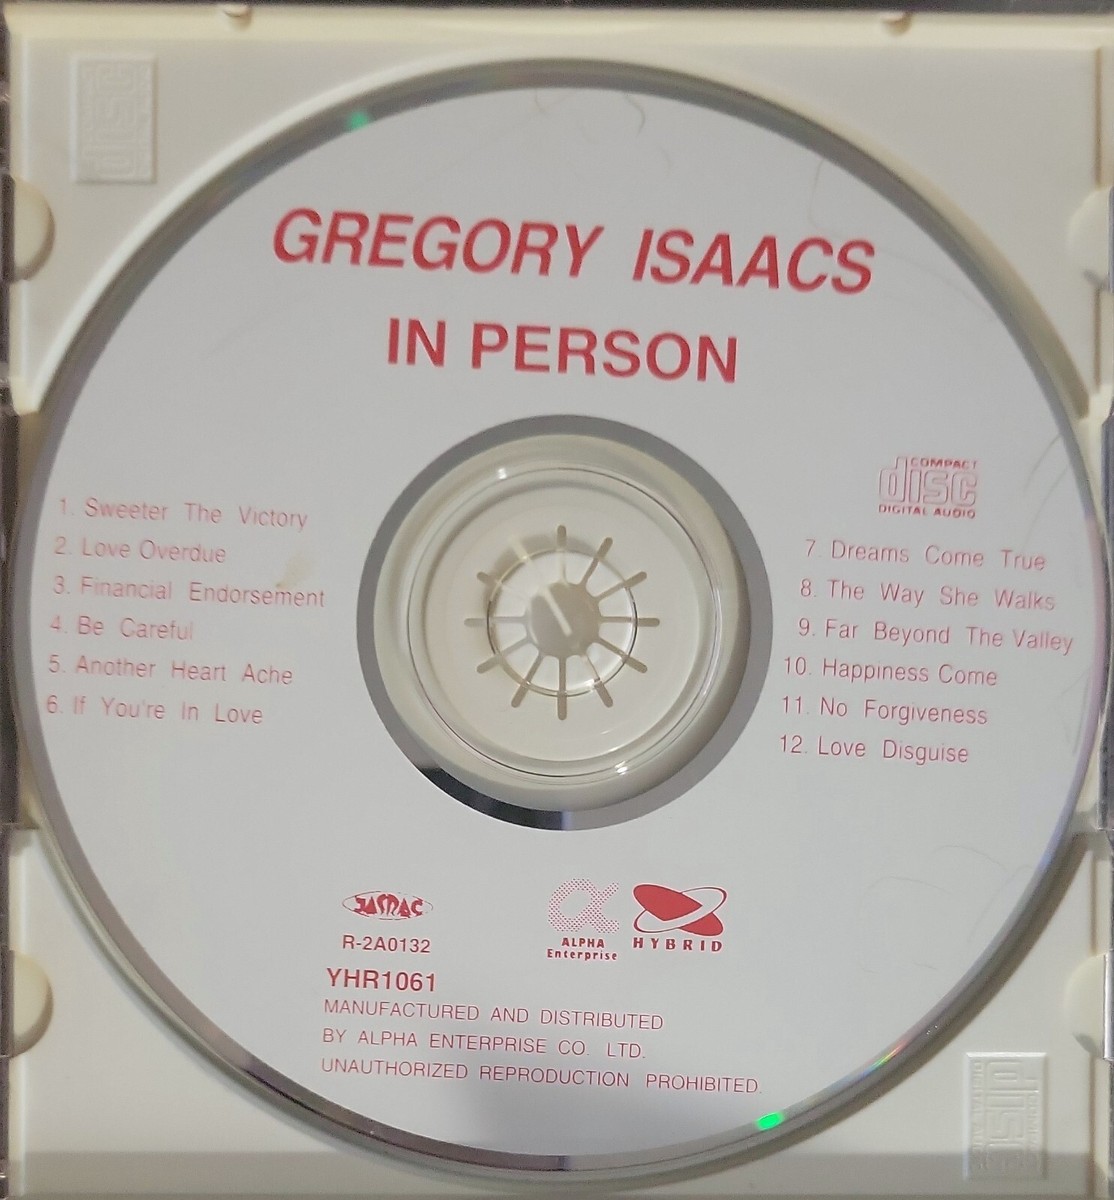 GREGORY ISAACS
IN PERSON
COMPACT
disc
DIGITAL AUDIO
1. Sweeter The Victory
2. Love Overdue
3. Financial Endorsement
4. Be Careful
5. Another Heart Ache
6. If You're In Love
7. Dreams Come True
8. The Way She Walks
9. Far Beyond The Valley
10. Happiness Come
11. No Forgiveness
12. Love Disguise
JASRAC
R-2A0132
α
ALPHA
Enterprise
HYBRID
YHR1061
MANUFACTURED AND DISTRIBUTED
BY ALPHA ENTERPRISE CO. LTD.
UNAUTHORIZED REPRODUCTION PROHIBITED.